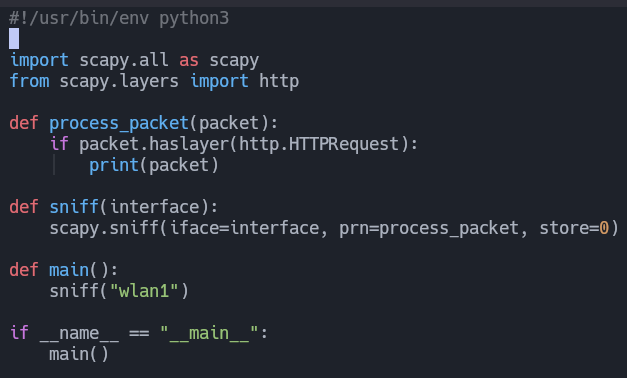 #!/usr/bin/env python3
import scapy.all as scapy
from scapy.layers import http
def process_packet(packet):
    if packet.haslayer(http.HTTPRequest):
        print(packet)
def sniff(interface):
    scapy.sniff(iface=interface, prn=process_packet, store=0)
def main():
    sniff("wlan1")
if __name__ == "__main__":
    main()